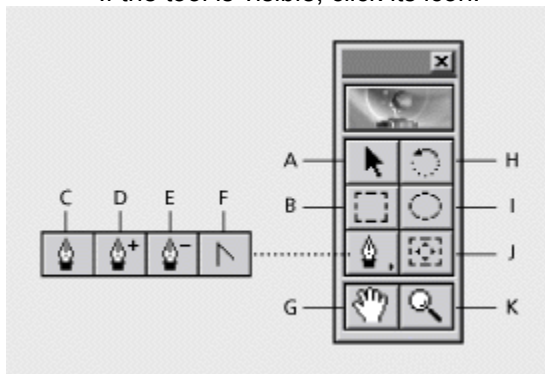 If the tool is visible, click its icon.
A H
C D E F
B I
J
G K